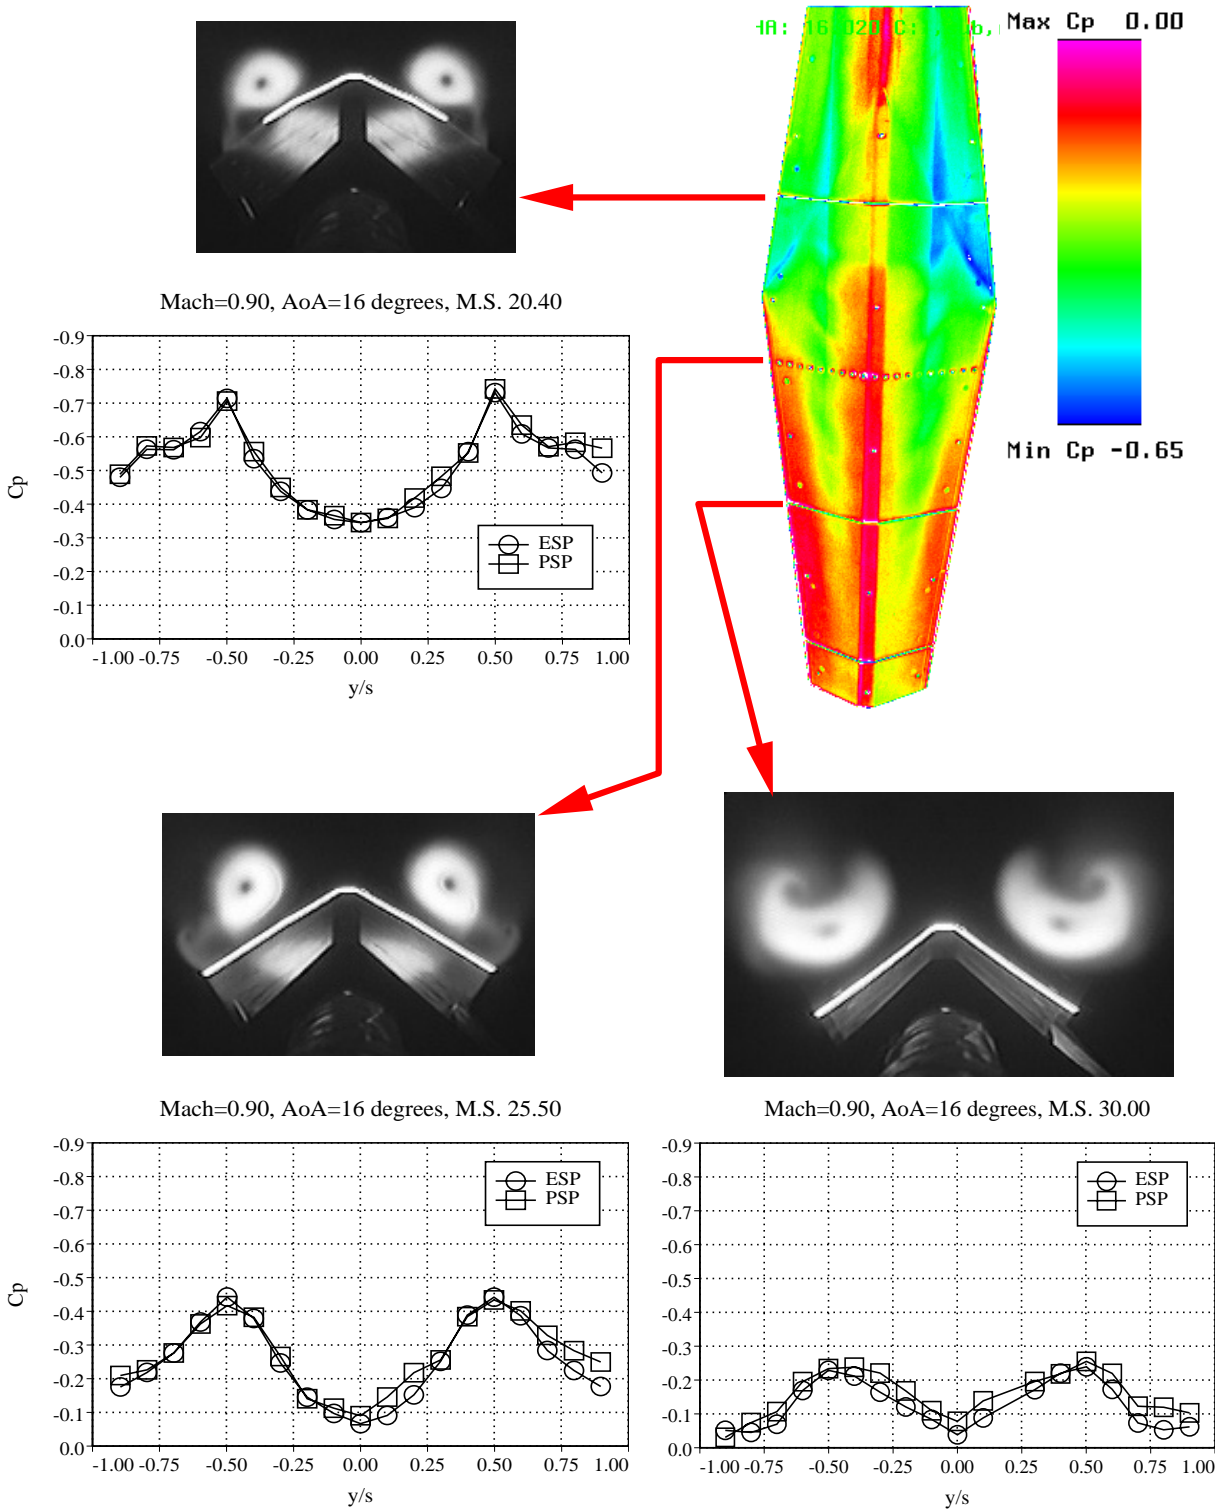 Max Cp 0.00
Min Cp -0.65
Mach=0.90, AoA=16 degrees, M.S. 20.40
-0.9
-0.8
-0.7
-0.6
-0.5
-0.4
-0.3
-0.2
-0.1
0.0
Cp
ESP
PSP
-1.00 -0.75 -0.50 -0.25 0.00 0.25 0.50 0.75 1.00
y/s
Mach=0.90, AoA=16 degrees, M.S. 25.50
-0.9
-0.8
-0.7
-0.6
-0.5
-0.4
-0.3
-0.2
-0.1
0.0
Cp
ESP
PSP
-1.00 -0.75 -0.50 -0.25 0.00 0.25 0.50 0.75 1.00
y/s
Mach=0.90, AoA=16 degrees, M.S. 30.00
-0.9
-0.8
-0.7
-0.6
-0.5
-0.4
-0.3
-0.2
-0.1
0.0
ESP
PSP
-1.00 -0.75 -0.50 -0.25 0.00 0.25 0.50 0.75 1.00
y/s